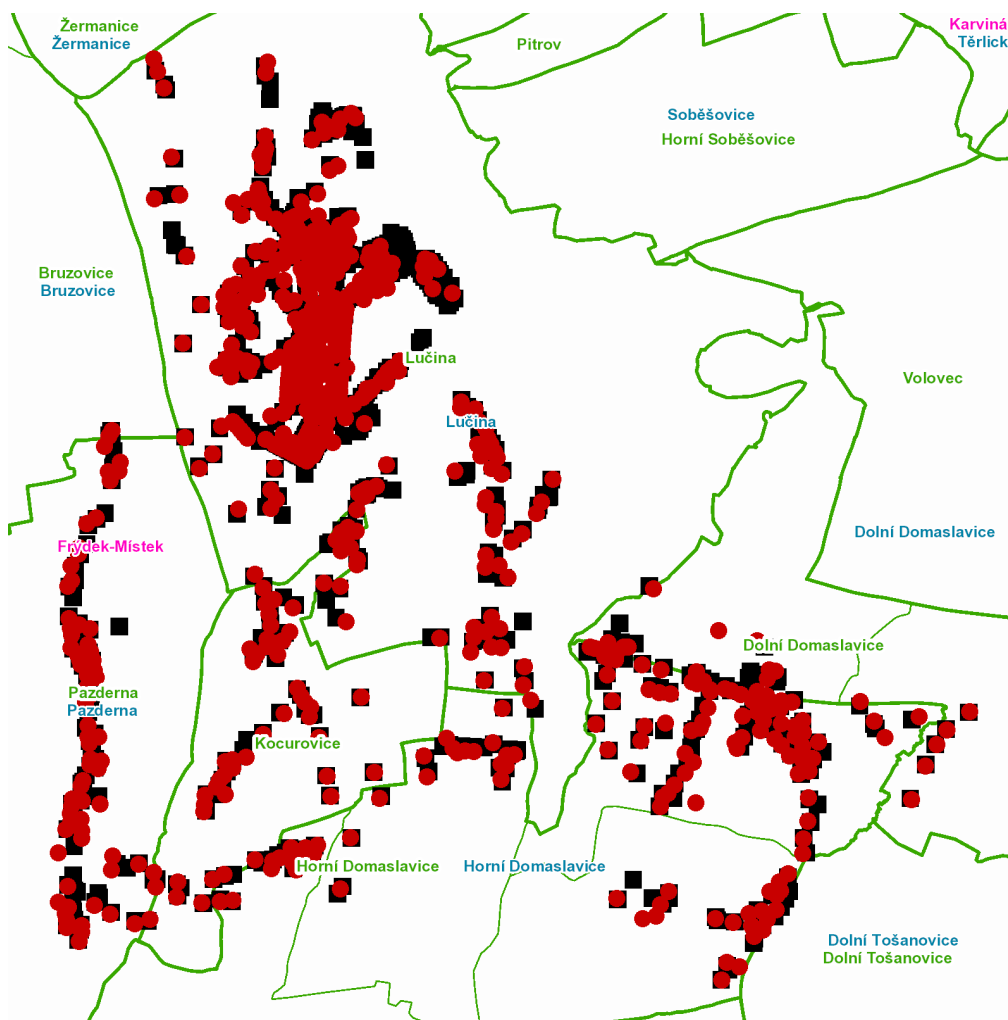 Žermanice
Žermanice
Karviná
Těrlick
Pitrov
Soběšovice
Horní Soběšovice
Bruzovice
Bruzovice
Lučina
Volovec
Lučina
Dolní Domaslavice
Frýdek-Místek
Dolní Domaslavice
Pazderna
Pazderna
Kocurovice
Horní Domaslavice
Horní Domaslavice
Dolní Tošanovice
Dolní Tošanovice